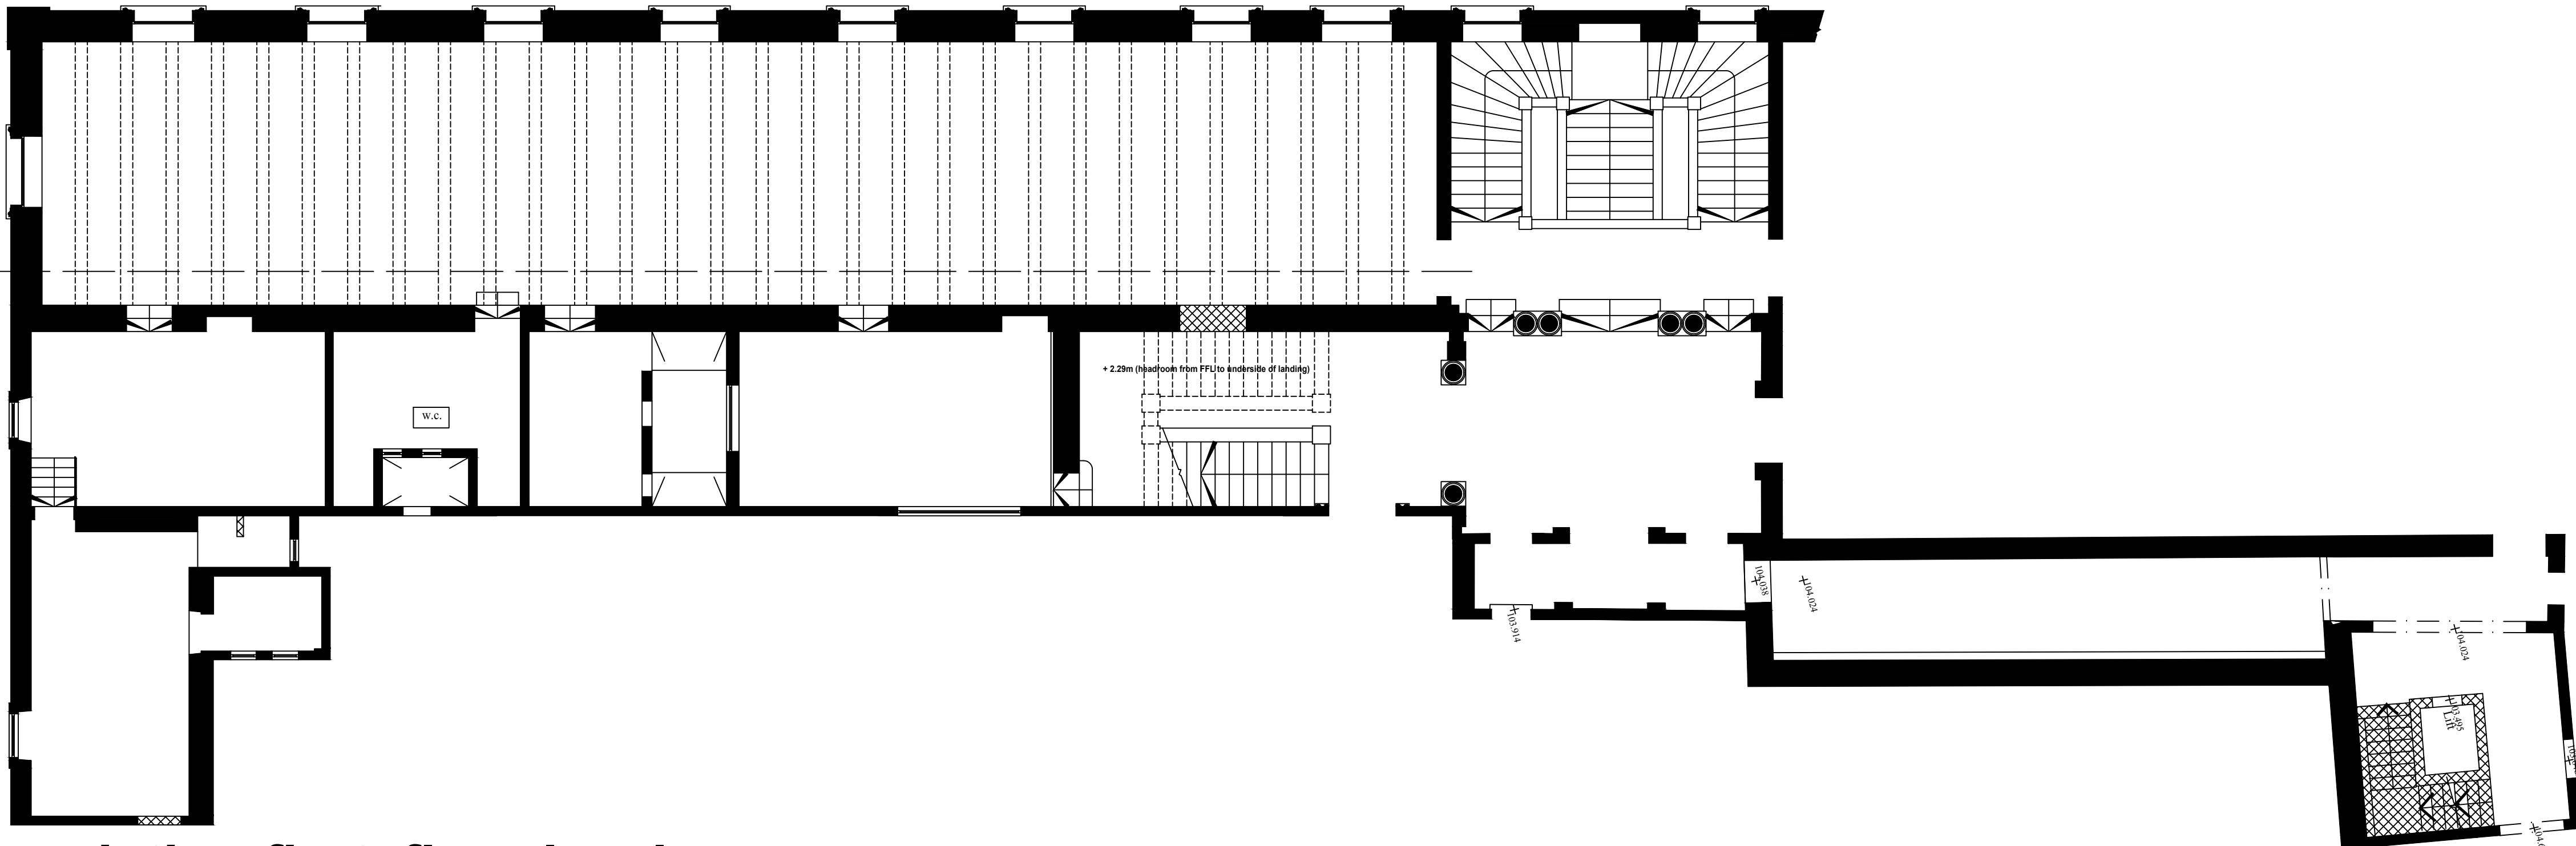 + 2.29m (headroom from FFL to underside of landing)
w.c.
104.038
104.024
103.914
104.024
103.495
Lift